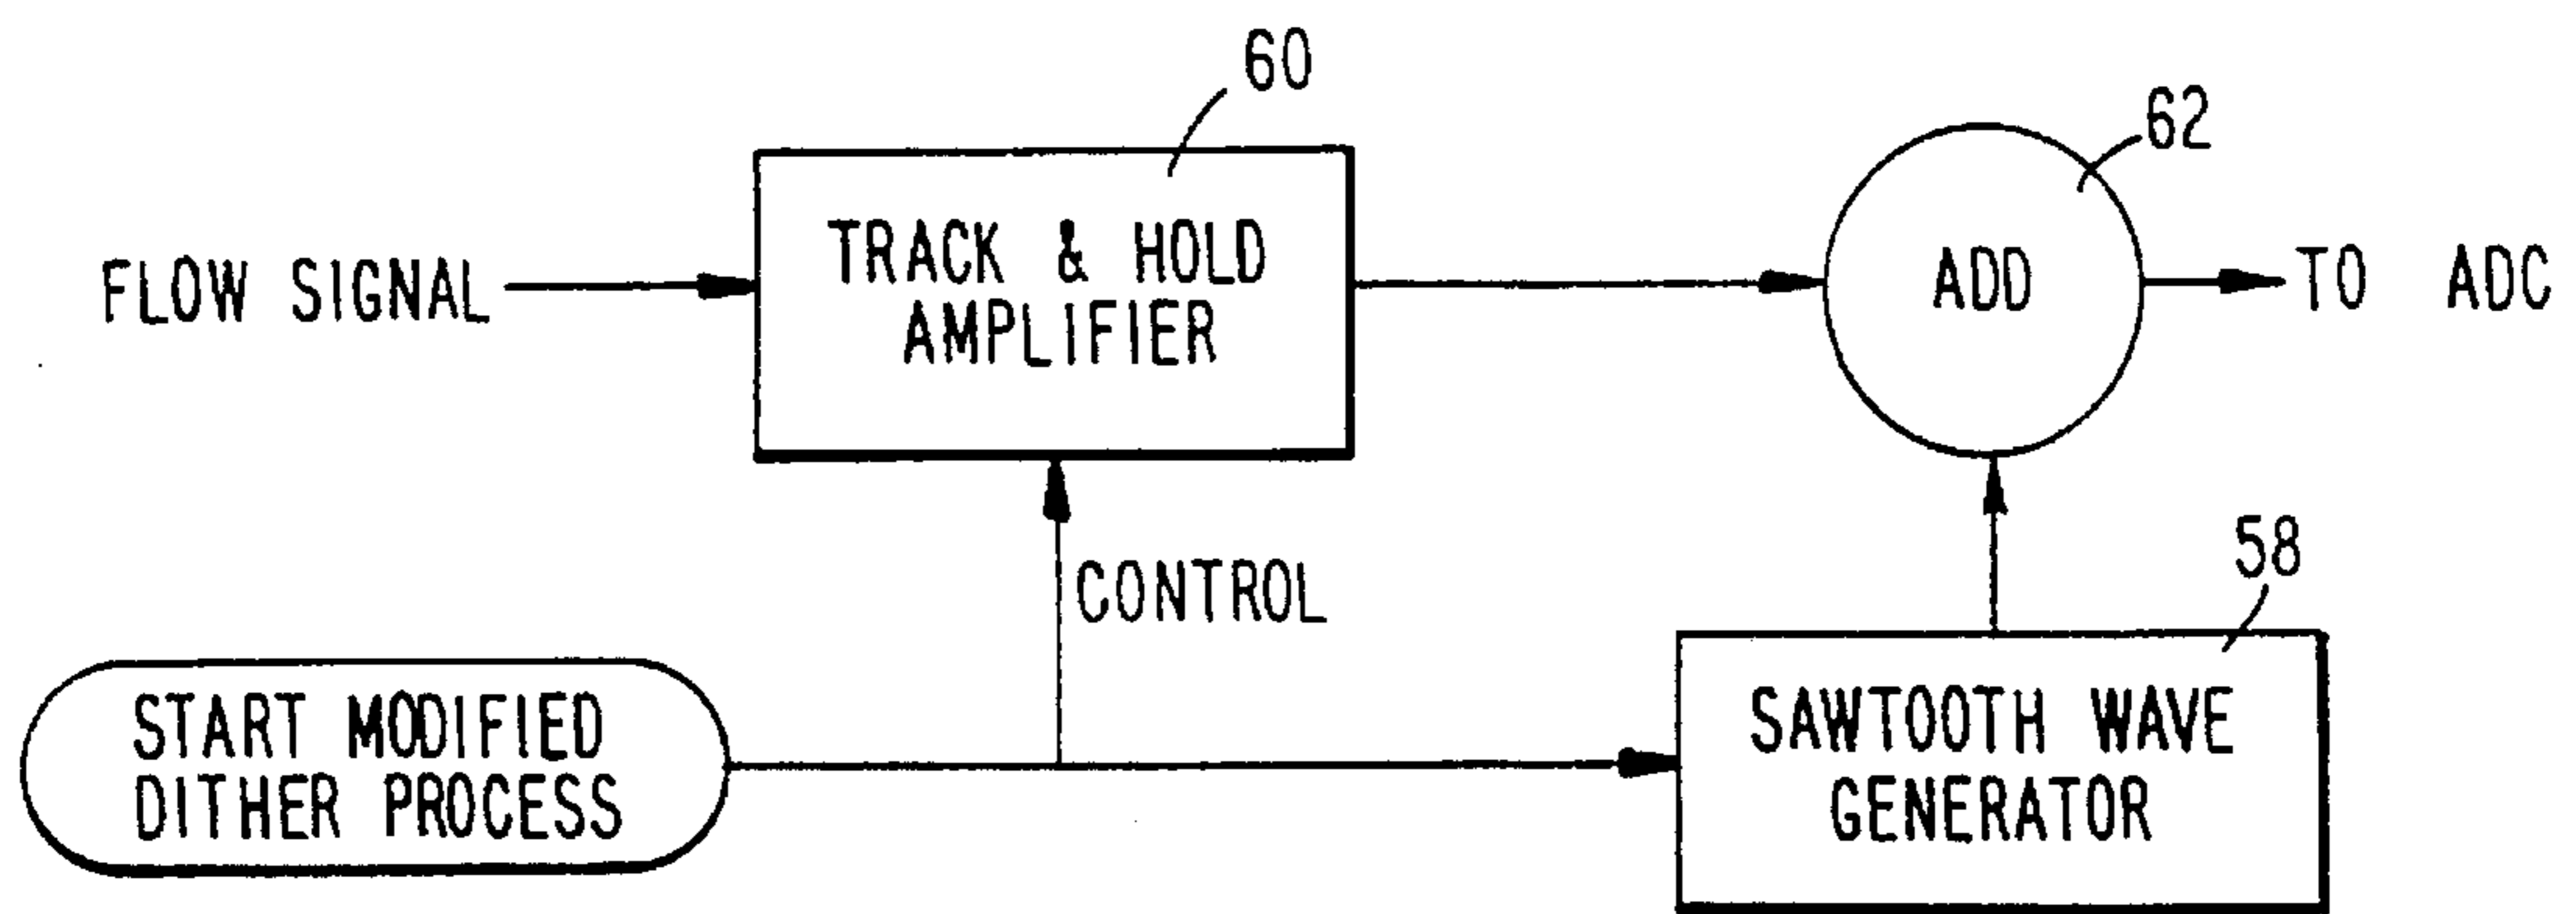 60
62
FLOW SIGNAL
TRACK & HOLD
AMPLIFIER
ADD
TO ADC
CONTROL
58
START MODIFIED
DITHER PROCESS
SAWTOOTH WAVE
GENERATOR